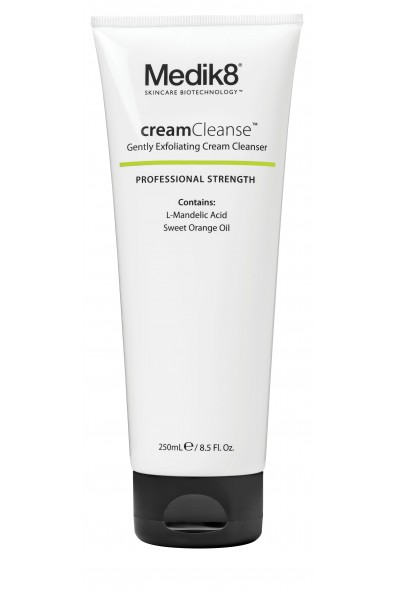 Medik8®
SKINCARE BIOTECHNOLOGY™
creamCleanse™
Gently Exfoliating Cream Cleanser
PROFESSIONAL STRENGTH
Contains:
L-Mandelic Acid
Sweet Orange Oil
250mL℮/ 8.5 Fl. Oz.